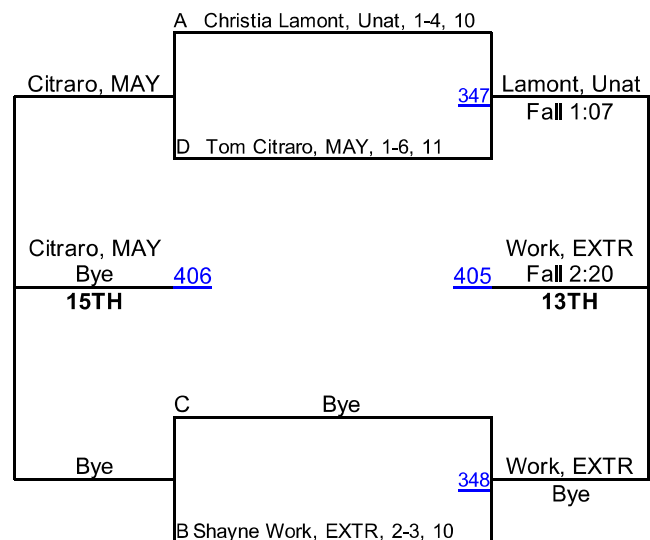 A Christia Lamont, Unat, 1-4, 10
Citraro, MAY
347
Lamont, Unat
Fall 1:07
D Tom Citraro, MAY, 1-6, 11
Citraro, MAY
Bye
406
15TH
Work, EXTR
405
Fall 2:20
13TH
C Bye
Bye
348
Work, EXTR
Bye
B Shayne Work, EXTR, 2-3, 10